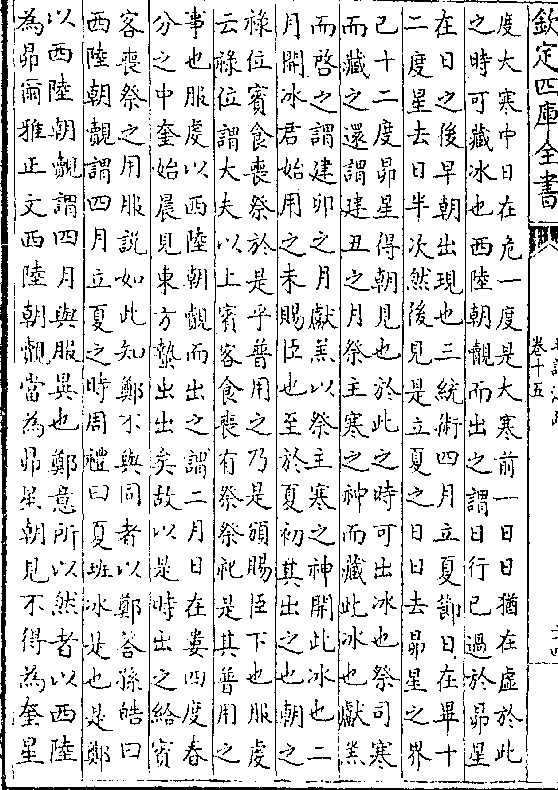 欽定四庫全書
卷十五
度大寒中日在危一度是大寒前一日日猶在虛於此
之時可藏冰也西陸朝覿而出之謂日行已過於昴星
在日之後早朝出現也三統術四月立夏節日在畢十
二度星去日半次然後見是立夏之日日去昴星之界
已十二度昴星得朝見也於此之時可出冰也祭司寒
而藏之還謂建丑之月祭主寒之神而藏此冰也獻羔
而啓之謂建卯之月獻羔以祭主寒之神開此冰也二
月開冰君始用之未賜臣也至於夏初其出之也朝之
祿位賓食喪祭於是乎普用之乃是頒賜臣下也服虔
云祿位謂大夫以上賓客食喪有祭祭祀是其普用之
事也服虔以西陸朝覿而出之謂二月日在婁四度春
分之中奎始晨見東方蟄出出矣故以是時出之給賓
客喪祭之用服說如此知鄭不與同者以鄭答孫皓曰
西陸朝覿謂四月立夏之時周禮曰夏班冰是也是鄭
以西陸朝覿謂四月與服異也鄭意所以然者以西陸
為昴爾雅正文西陸朝覿當為昴星朝見不得為奎星